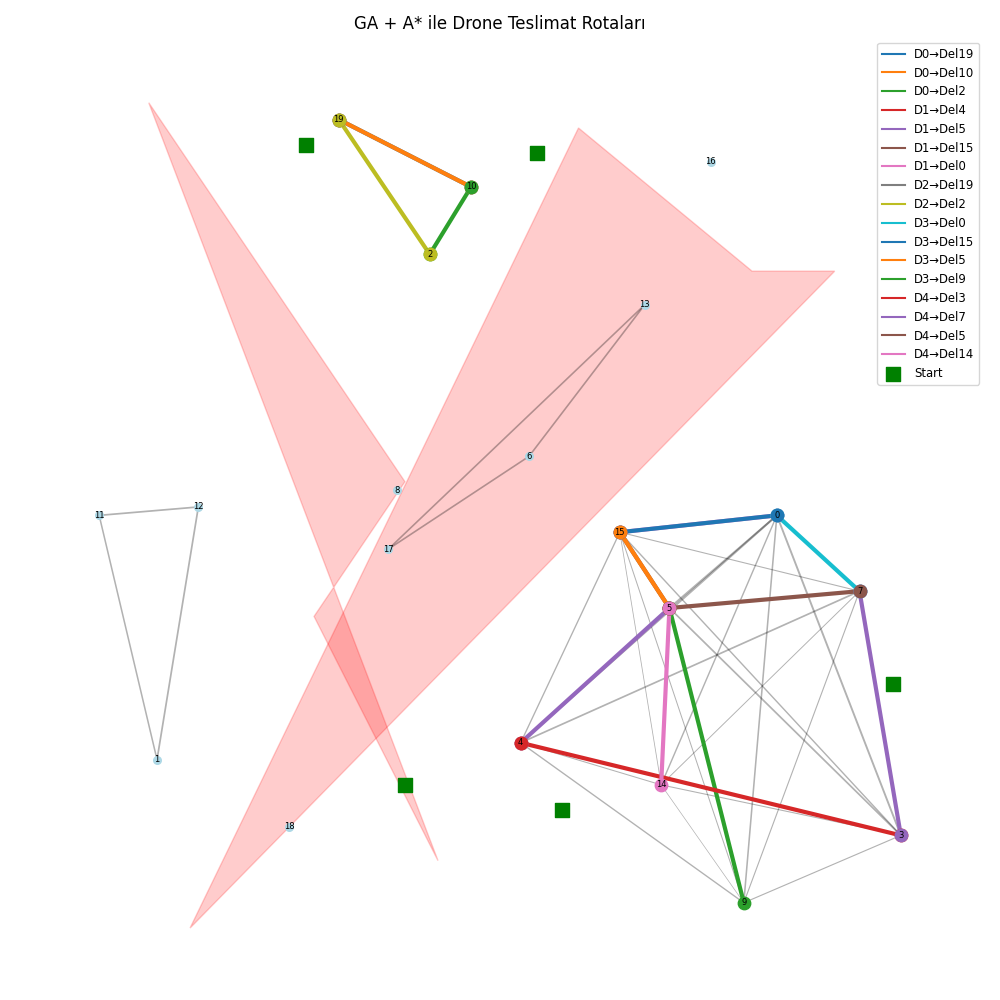 GA + A* ile Drone Teslimat Rotaları
D0→Del19
D0→Del10
D0→Del2
D1→Del4
D1→Del5
D1→Del15
D1→Del0
D2→Del19
D2→Del2
D3→Del0
D3→Del15
D3→Del5
D3→Del9
D4→Del3
D4→Del7
D4→Del5
D4→Del14
Start
19
16
10
2
13
6
8
12
11
0
17
15
7
5
4
1
14
18
3
9